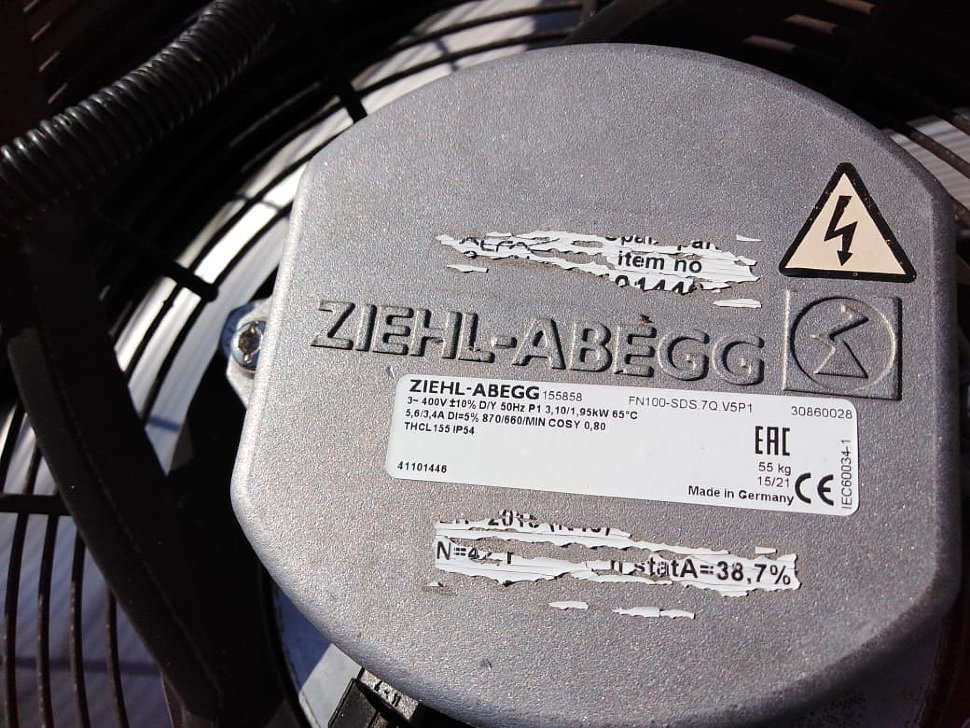 item no
ZIEHL-ABEGG
ZIEHL-ABEGG 155858 FN100-SDS.7Q.V5P1 30860028
3~ 400V ±10% D/Y 50Hz P1 3,10/1,95kW 65°C
5,6/3,4A DI=5% 870/660/MIN COSY 0,80
THCL155 IP54
EAC
55 kg
15/21
41101446
Made in Germany CE
IEC60034-1
statA=38,7%